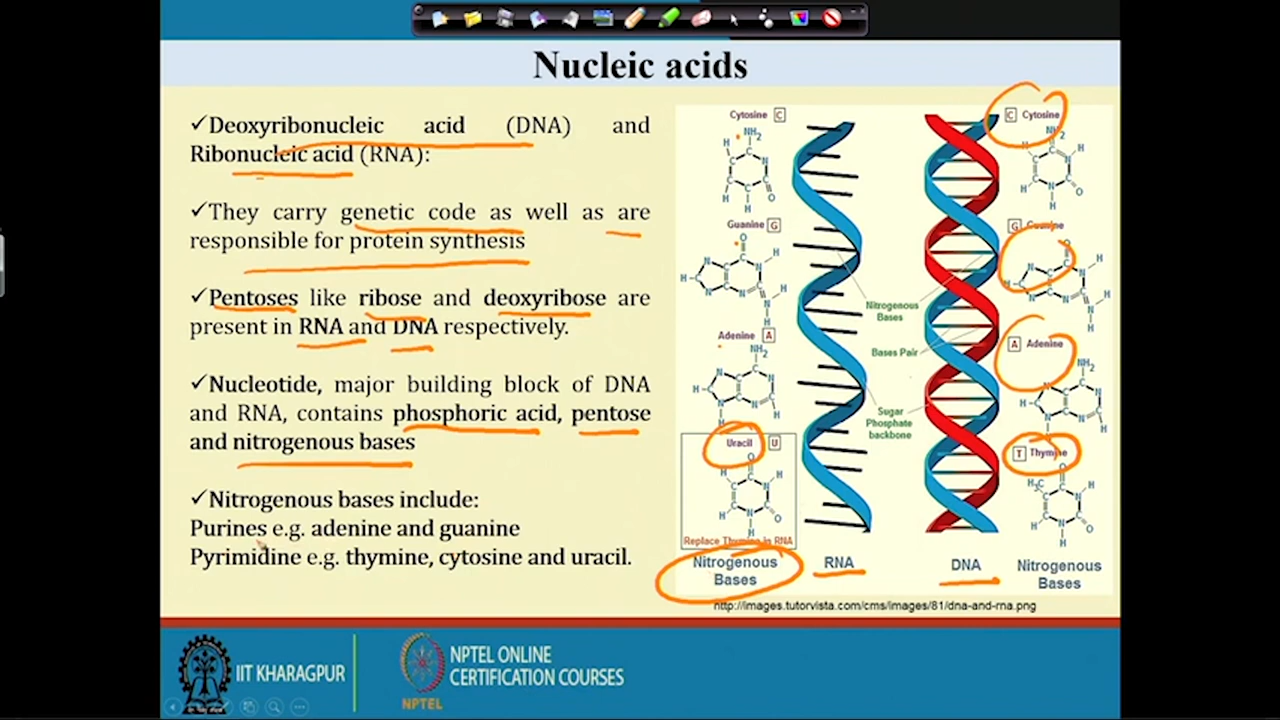 Nucleic acids
✓Deoxyribonucleic acid (DNA) and
Ribonucleic acid (RNA):
✓They carry genetic code as well as are
responsible for protein synthesis
✓Pentoses like ribose and deoxyribose are
present in RNA and DNA respectively.
✓Nucleotide, major building block of DNA
and RNA, contains phosphoric acid, pentose
and nitrogenous bases
✓Nitrogenous bases include:
Purines e.g. adenine and guanine
Pyrimidine e.g. thymine, cytosine and uracil.
Cytosine C
NH2
H
N
H
N
O
H
Guanine G
O
N
N
H
H
N
N
N
H
H
Adenine A
NH2
N
N
H
N
N
H
H
Uracil U
O
H
N
H
H
N
O
H
Replace Thymine in RNA
Nitrogenous
Bases
RNA
Nitrogenous
Bases
Bases Pair
Sugar
Phosphate
backbone
DNA
C Cytosine
NH2
H
N
H
N
O
H
G Guanine
O
N
H
H
N
N
N
H
H
A Adenine
NH2
N
N
H
N
N
H
T Thymine
O
H3C
N
H
H
N
O
H
Nitrogenous
Bases
http://images.tutorvista.com/cms/images/81/dna-and-rna.png
IIT KHARAGPUR
NPTEL
NPTEL ONLINE
CERTIFICATION COURSES